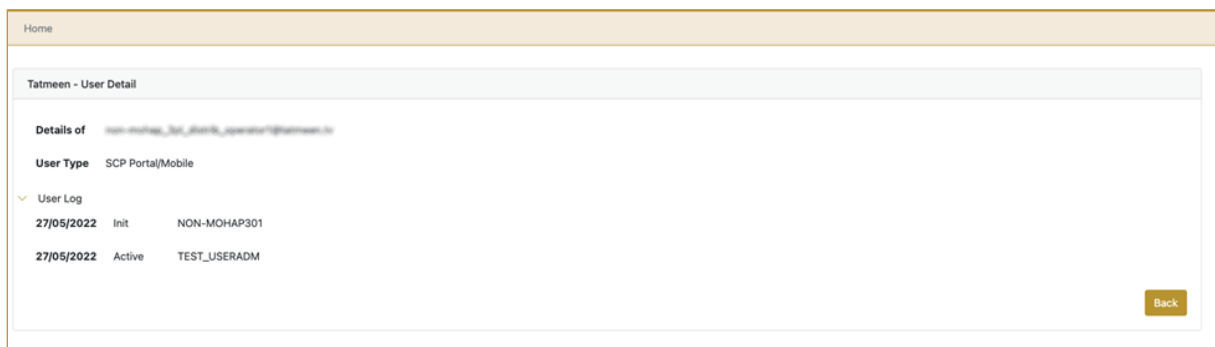 Home
Tatmeen - User Detail
Details of
User Type SCP Portal/Mobile
User Log
27/05/2022 Init NON-MOHAP301
27/05/2022 Active TEST_USERADM
Back